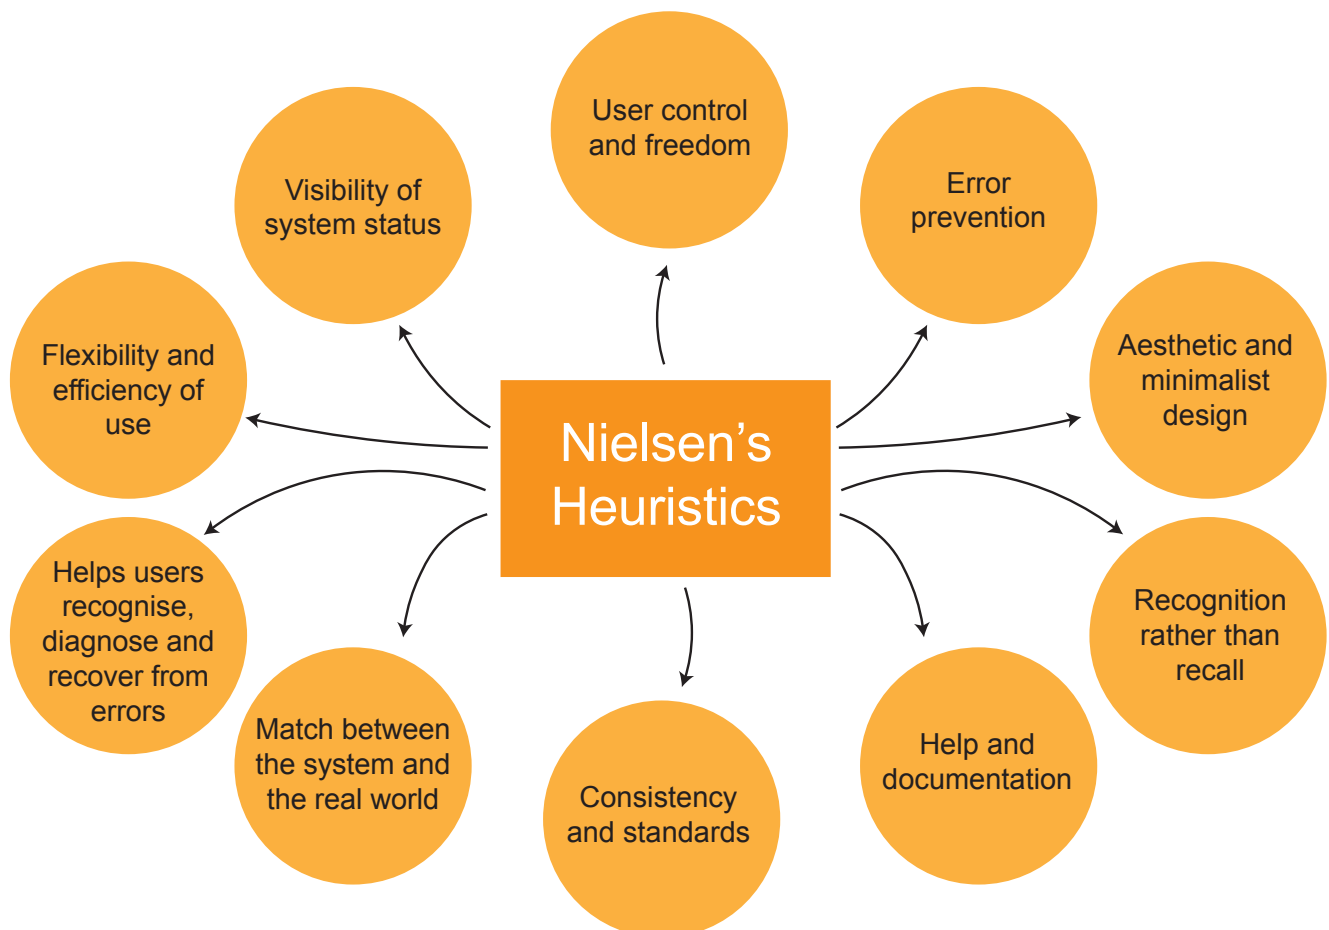 User control
and freedom
Visibility of
system status
Error
prevention
Flexibility and
efficiency of
use
Aesthetic and
minimalist
design
Nielsen’s
Heuristics
Helps users
recognise,
diagnose and
recover from
errors
Recognition
rather than
recall
Match between
the system and
the real world
Help and
documentation
Consistency
and standards